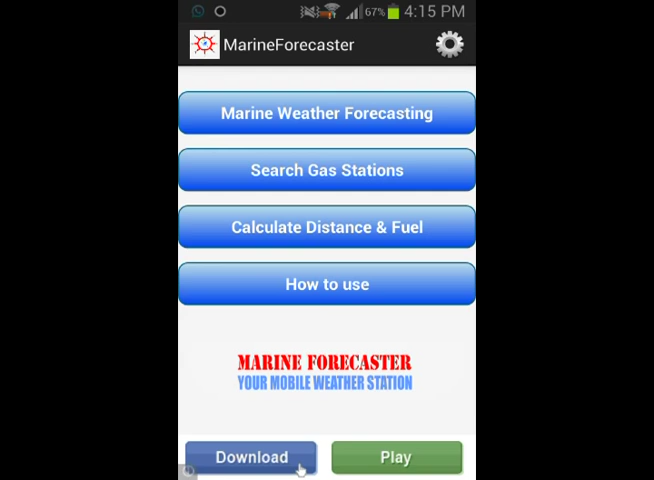 67% 4:15 PM
MarineForecaster
Marine Weather Forecasting
Search Gas Stations
Calculate Distance & Fuel
How to use
MARINE FORECASTER
YOUR MOBILE WEATHER STATION
Download Play